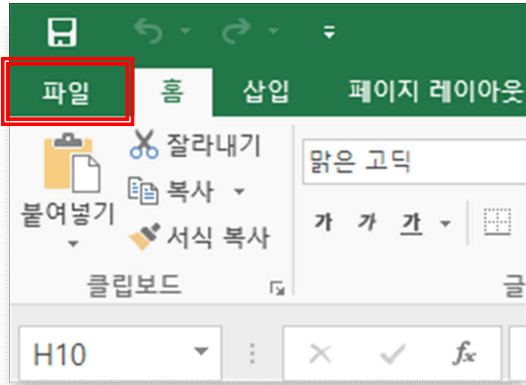 파일 홈 삽입 페이지 레이아웃
잘라내기
복사
붙여넣기
서식 복사
클립보드
맑은 고딕
가 가 가
글
H10
fx